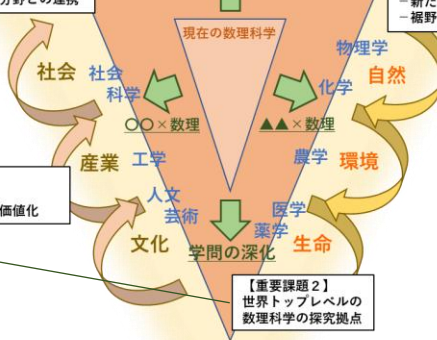 分野との連携
－新た
－裾野
現在の数理科学
物理学
社会
社会
科学
化学
自然
〇〇×数理
▲▲×数理
産業
工学
農学
環境
価値化
人文
芸術
医学
薬学
文化
学問の深化
生命
【重要課題２】
世界トップレベルの
数理科学の探究拠点